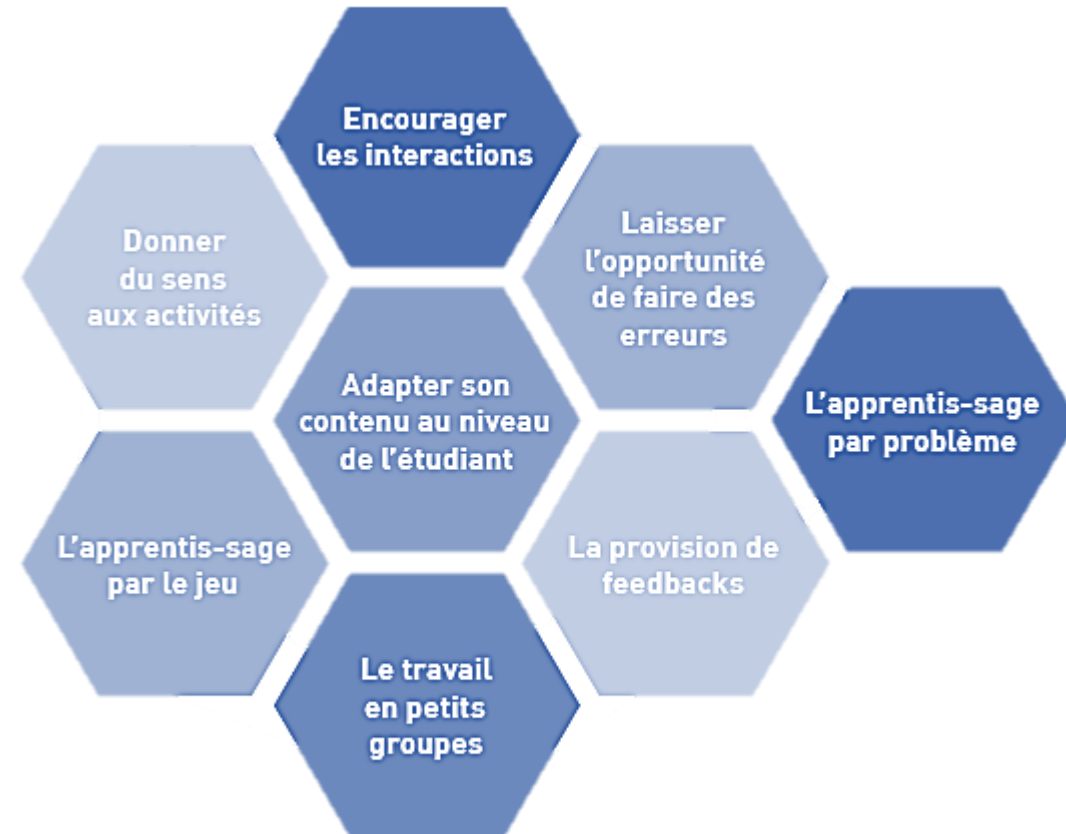 Encourager
les interactions
Donner
du sens
aux activités
Laisser
l'opportunité
de faire des
erreurs
Adapter son
contenu au niveau
de l'étudiant
L'apprentis-sage
par problème
L'apprentis-sage
par le jeu
La provision de
feedbacks
Le travail
en petits
groupes